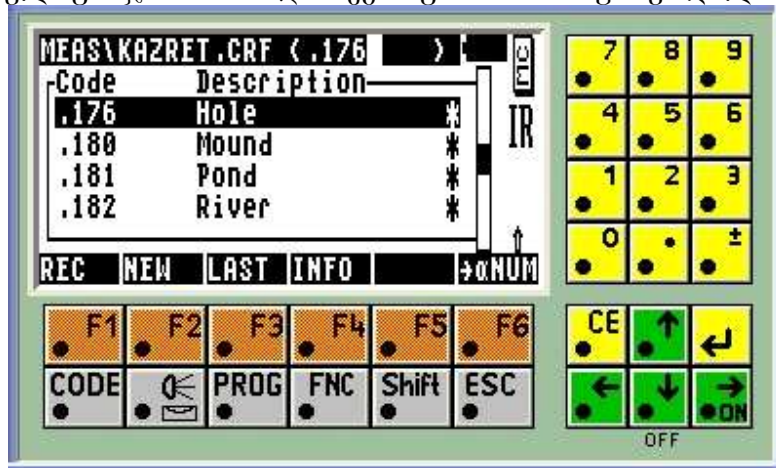 MEAS\KAZRET.CRF (.176 )
Code Description
.176 Hole *
.180 Mound *
.181 Pond *
.182 River *
IR
REC NEW LAST INFO →αNUM
7 8 9
4 5 6
1 2 3
0 . ±
F1 F2 F3 F4 F5 F6
CE ↑ ↵
CODE PROG FNC Shift ESC
← ↓ → ON
OFF